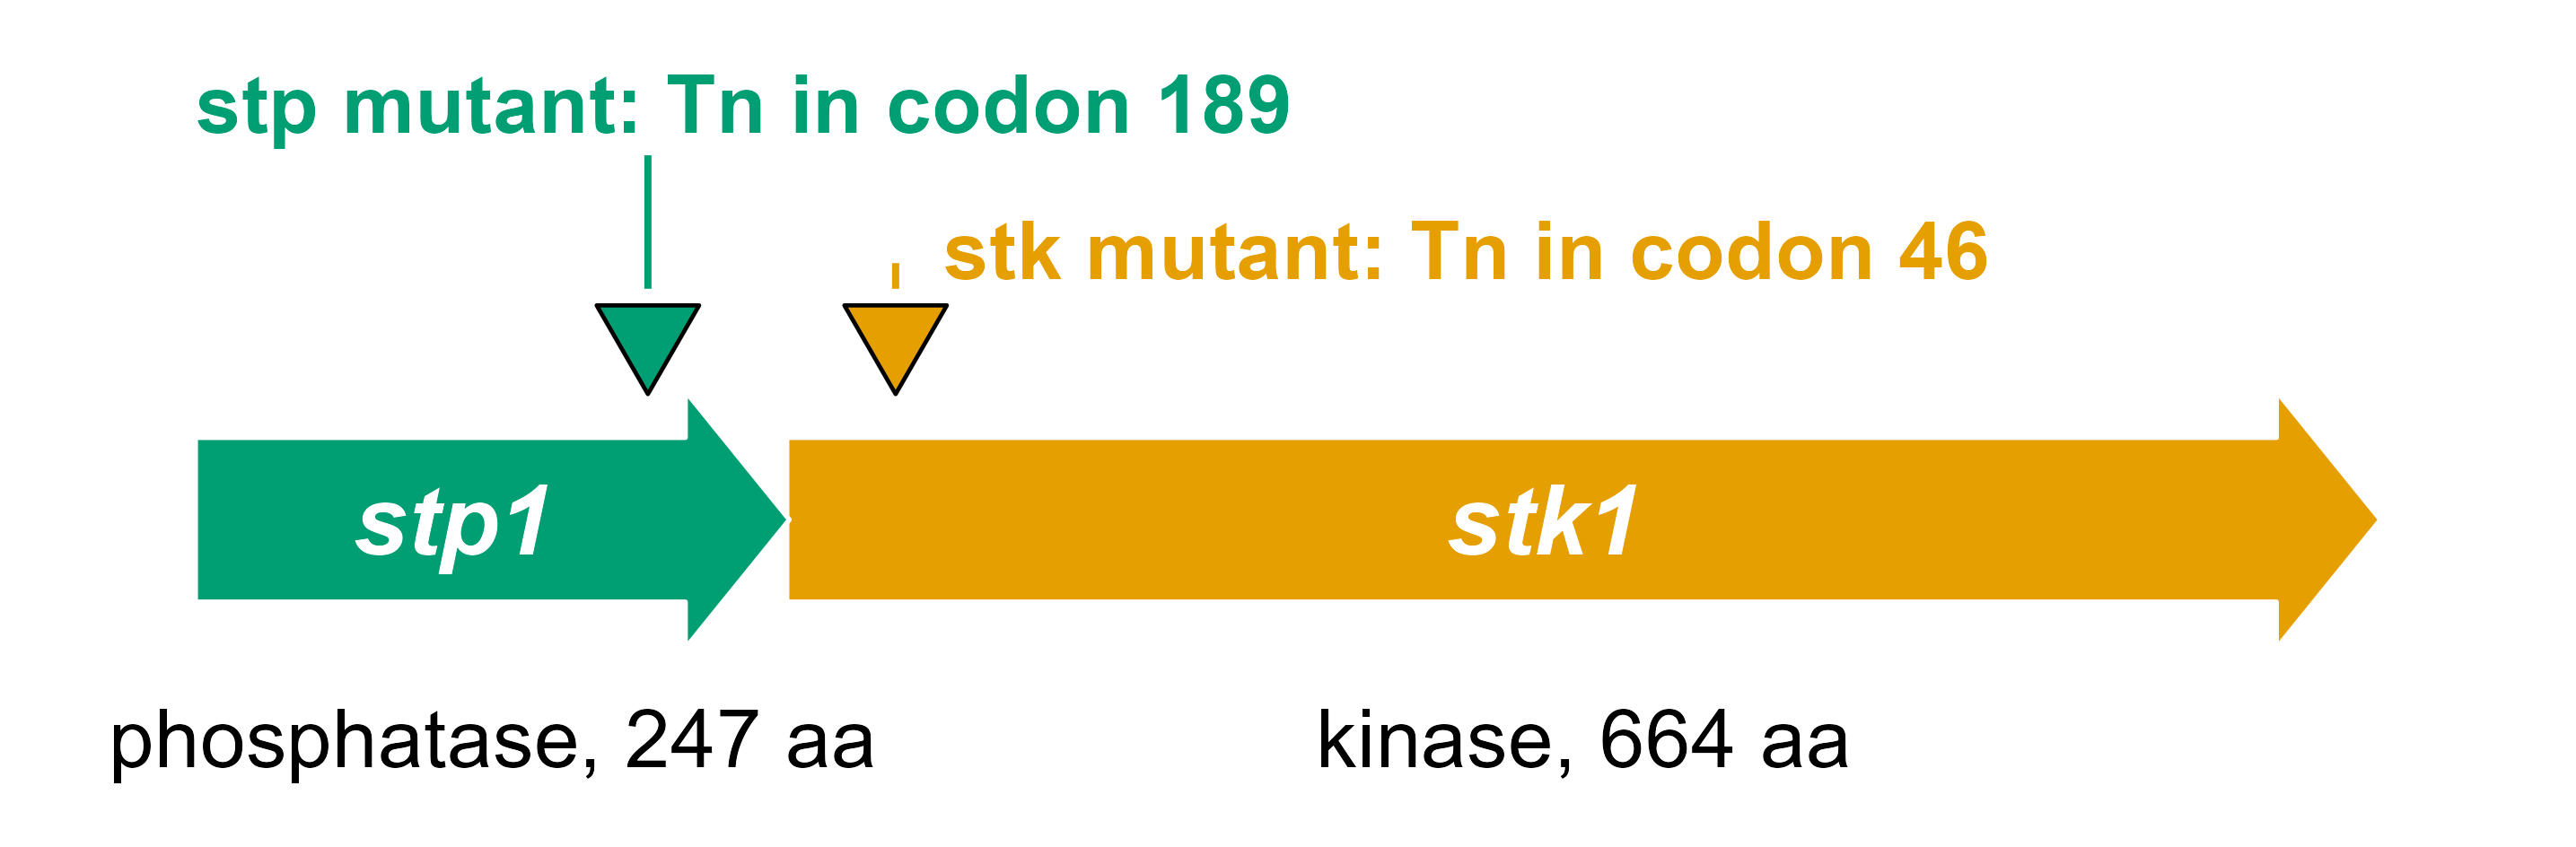 stp mutant: Tn in codon 189
stk mutant: Tn in codon 46
stp1
stk1
phosphatase, 247 aa
kinase, 664 aa